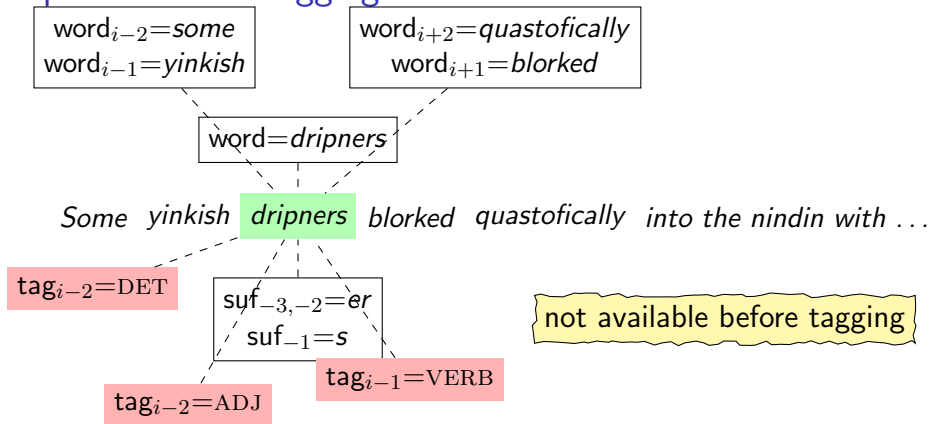 word_{i−2}=some
word_{i−1}=yinkish
word_{i+2}=quastofically
word_{i+1}=blorked
word=dripners
Some yinkish dripners blorked quastofically into the nindin with ...
tag_{i−2}=DET
suf_{−3,−2}=er
suf_{−1}=s
not available before tagging
tag_{i−1}=VERB
tag_{i−2}=ADJ